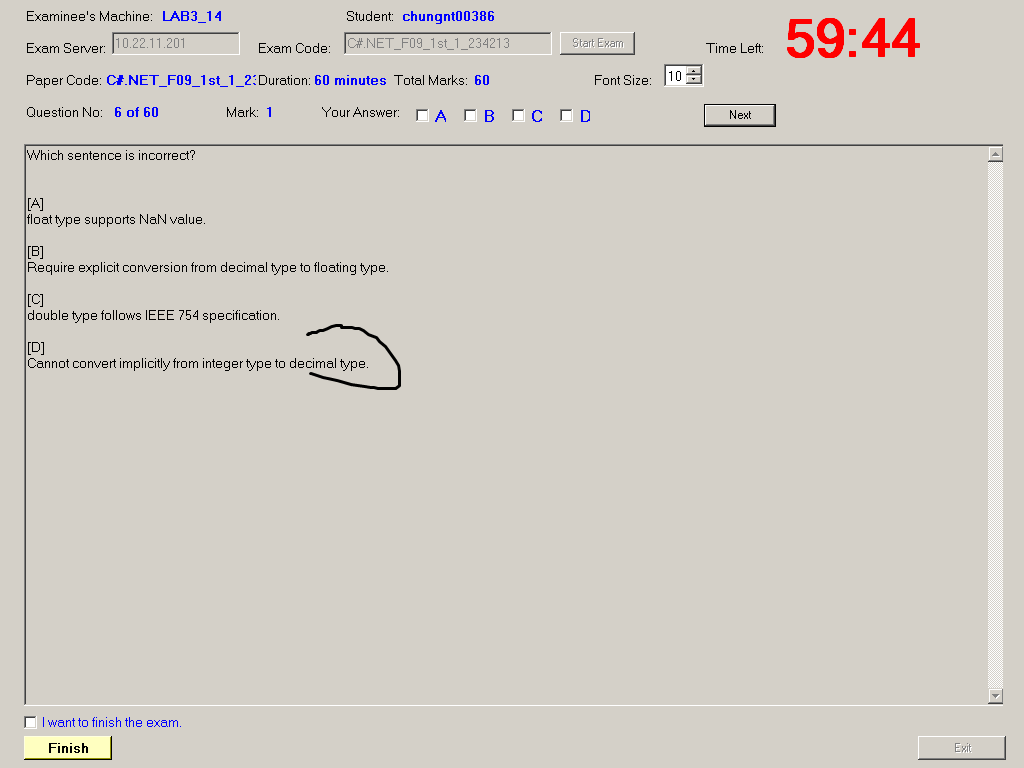 Examinee's Machine: LAB3_14 Student: chungnt00386
Exam Server: 10.22.11.201 Exam Code: C#.NET_F09_1st_1_234213 Start Exam Time Left: 59:44
Paper Code: C#.NET_F09_1st_1_23 Duration: 60 minutes Total Marks: 60 Font Size: 10
Question No: 6 of 60 Mark: 1 Your Answer: A B C D Next
Which sentence is incorrect?
[A]
float type supports NaN value.
[B]
Require explicit conversion from decimal type to floating type.
[C]
double type follows IEEE 754 specification.
[D]
Cannot convert implicitly from integer type to decimal type.
I want to finish the exam.
Finish Exit